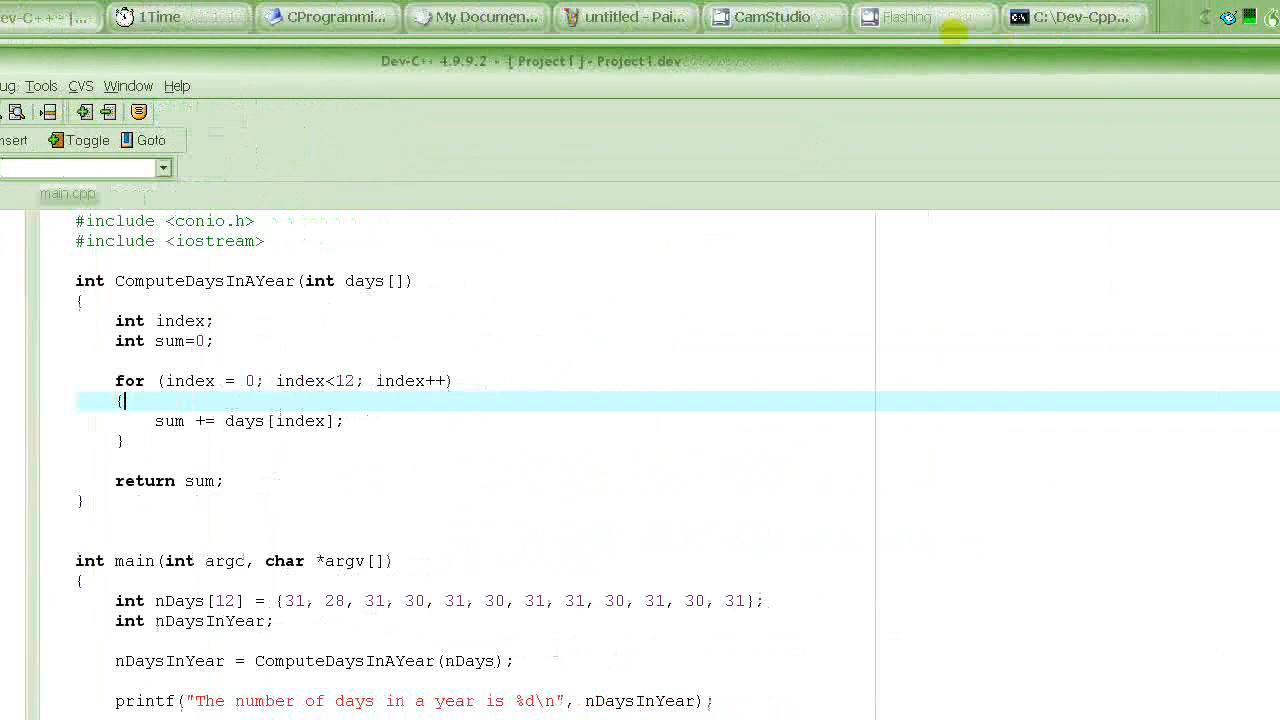 ev-C++ - [... 1Time CProgrammi... My Documen... untitled - Pai... CamStudio Flashing C:\Dev-Cpp...
Dev-C++ 4.9.9.2 - [ Project1 ] - Project1.dev
ug Tools CVS Window Help
nsert Toggle Goto
main.cpp
#include <conio.h>
#include <iostream>
int ComputeDaysInAYear(int days[])
{
int index;
int sum=0;
for (index = 0; index<12; index++)
{
sum += days[index];
}
return sum;
}
int main(int argc, char *argv[])
{
int nDays[12] = {31, 28, 31, 30, 31, 30, 31, 31, 30, 31, 30, 31};
int nDaysInYear;
nDaysInYear = ComputeDaysInAYear(nDays);
printf("The number of days in a year is %d\n", nDaysInYear);